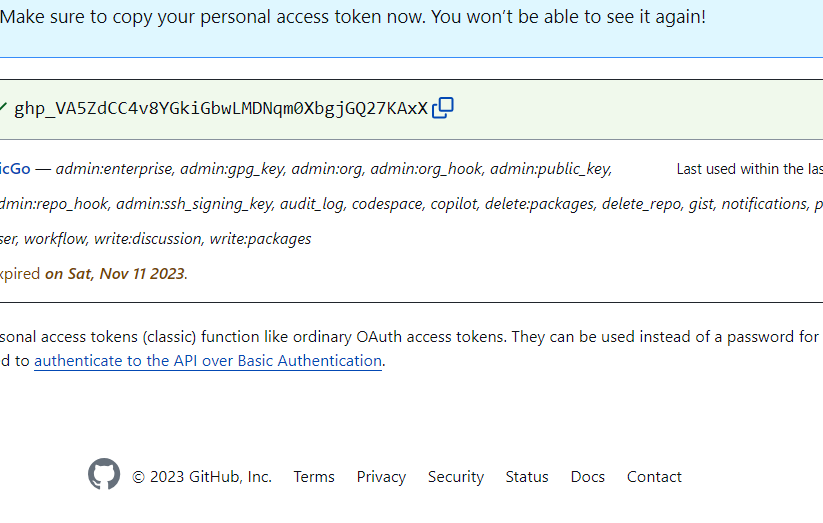 Make sure to copy your personal access token now. You won't be able to see it again!
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
icGo — admin:enterprise, admin:gpg_key, admin:org, admin:org_hook, admin:public_key, Last used within the las
dmin:repo_hook, admin:ssh_signing_key, audit_log, codespace, copilot, delete:packages, delete_repo, gist, notifications, p
ser, workflow, write:discussion, write:packages
xpired on Sat, Nov 11 2023.
sonal access tokens (classic) function like ordinary OAuth access tokens. They can be used instead of a password for
d to authenticate to the API over Basic Authentication.
© 2023 GitHub, Inc. Terms Privacy Security Status Docs Contact